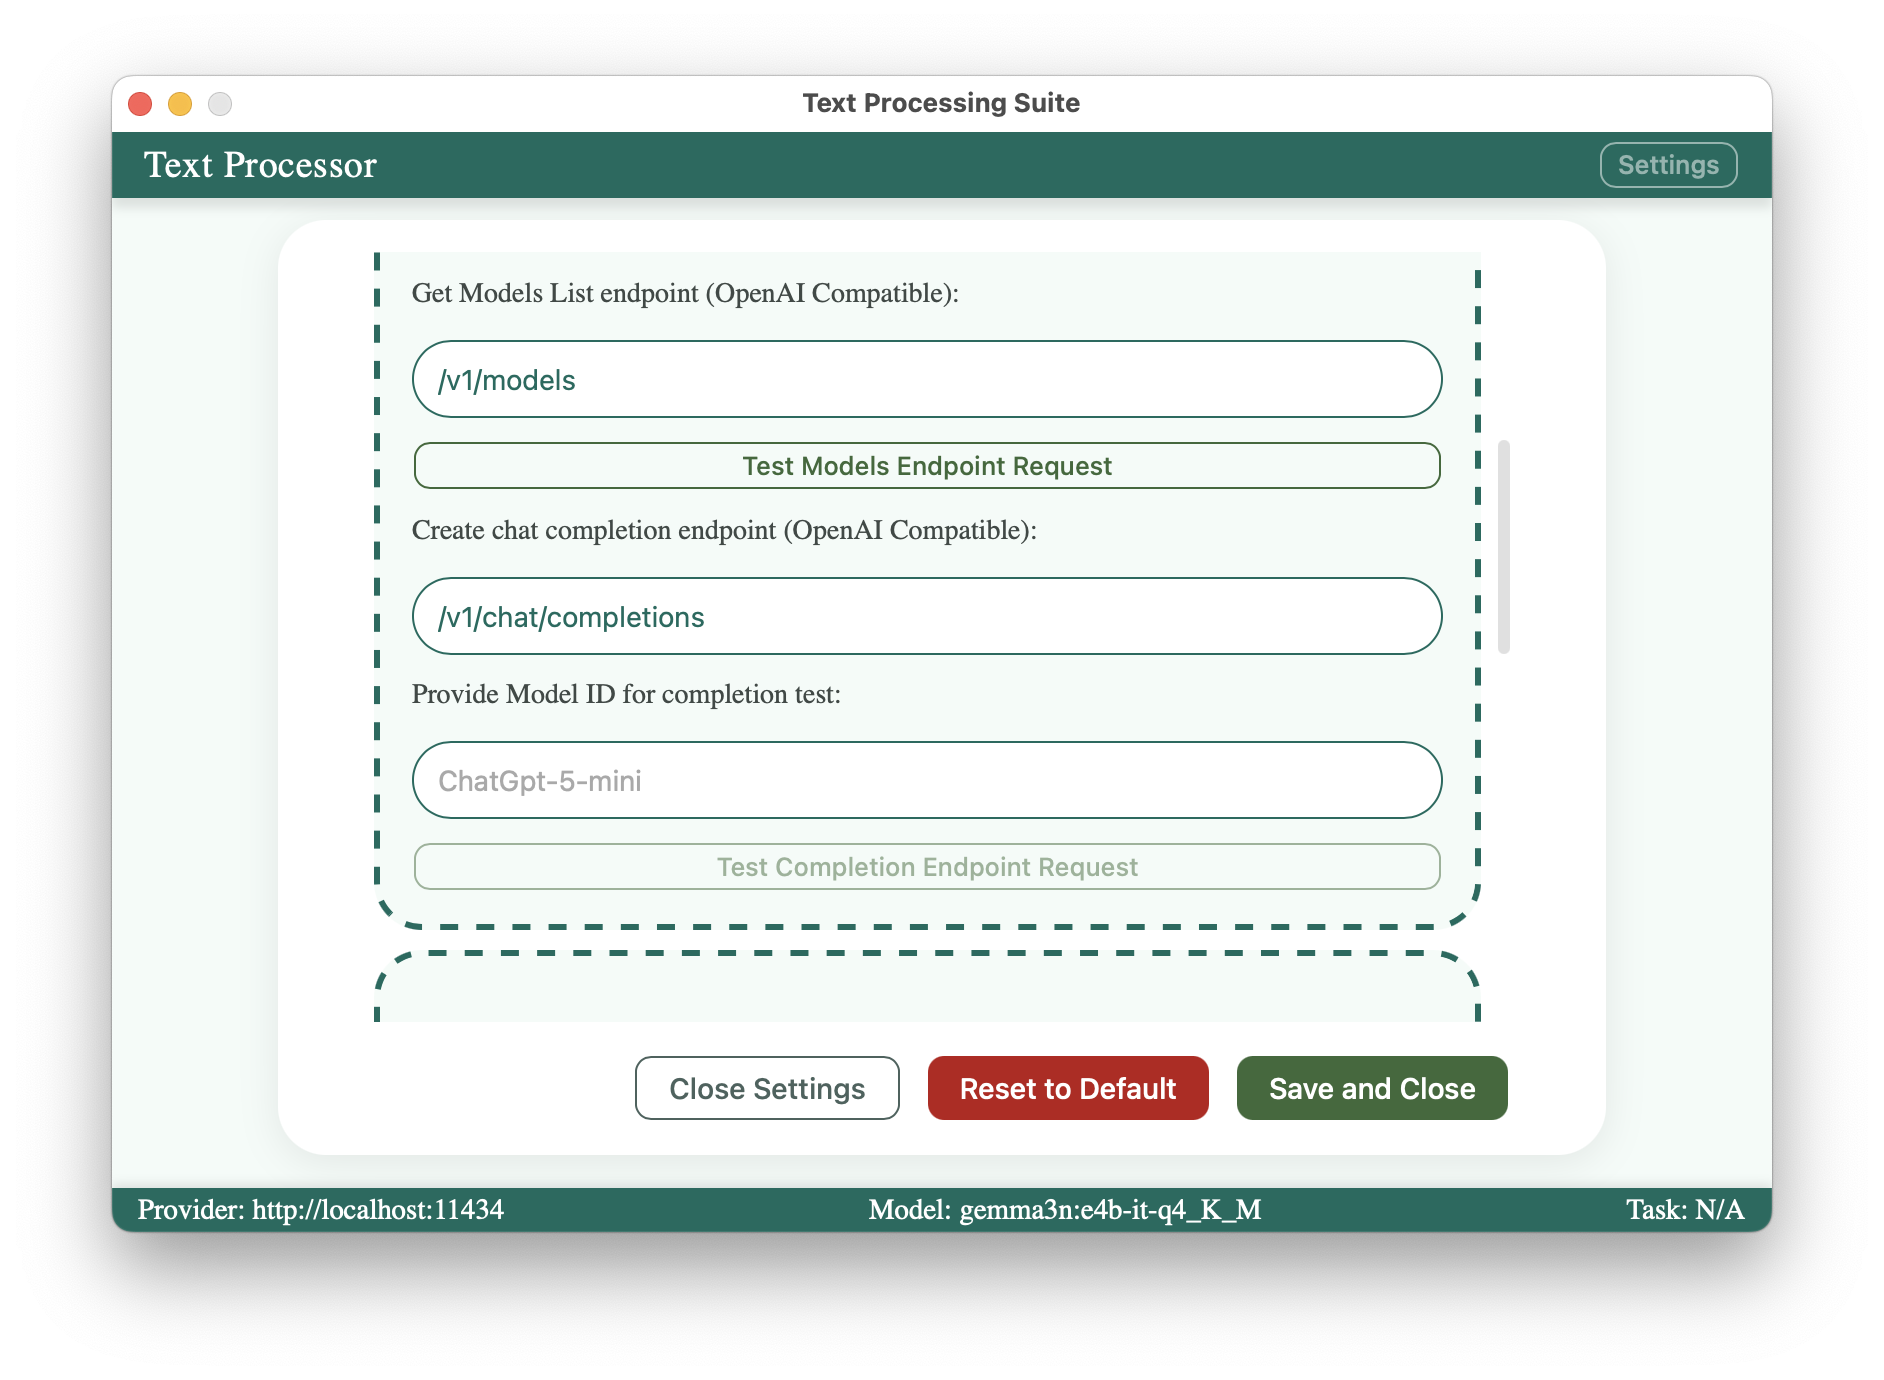 Text Processing Suite
Text Processor
Settings
Get Models List endpoint (OpenAI Compatible):
/v1/models
Test Models Endpoint Request
Create chat completion endpoint (OpenAI Compatible):
/v1/chat/completions
Provide Model ID for completion test:
ChatGpt-5-mini
Test Completion Endpoint Request
Close Settings
Reset to Default
Save and Close
Provider: http://localhost:11434
Model: gemma3n:e4b-it-q4_K_M
Task: N/A